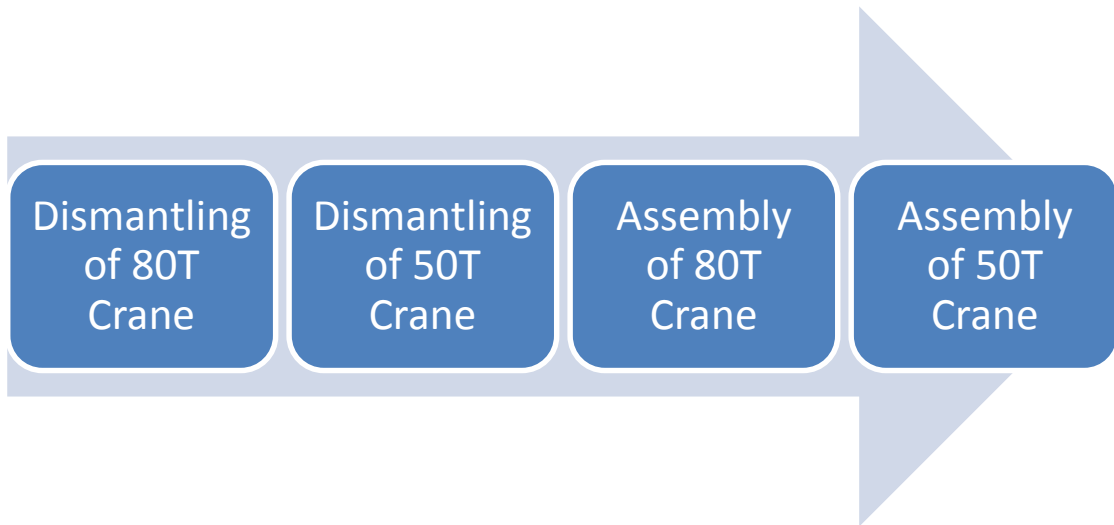 Dismantling
of 80T
Crane
Dismantling
of 50T
Crane
Assembly
of 80T
Crane
Assembly
of 50T
Crane